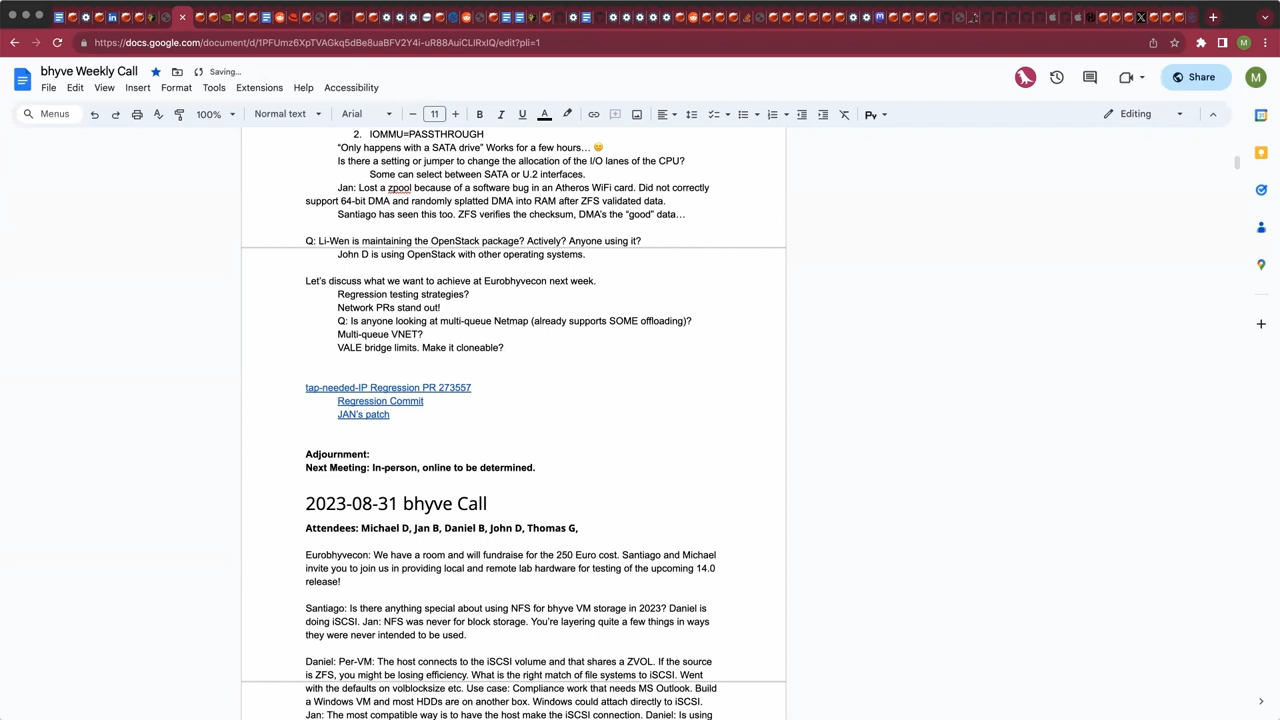 https://docs.google.com/document/d/1PFUmz6XpTVAGkq5dBe8uaBFV2Y4i-uR88AuiCLIRxIQ/edit?pli=1
bhyve Weekly Call
Saving...
File Edit View Insert Format Tools Extensions Help Accessibility
Share
M
Menus
100%
Normal text
Arial
11
Editing
2. IOMMU=PASSTHROUGH
“Only happens with a SATA drive” Works for a few hours… 🙂
Is there a setting or jumper to change the allocation of the I/O lanes of the CPU?
Some can select between SATA or U.2 interfaces.
Jan: Lost a zpool because of a software bug in an Atheros WiFi card. Did not correctly
support 64-bit DMA and randomly splatted DMA into RAM after ZFS validated data.
Santiago has seen this too. ZFS verifies the checksum, DMA’s the “good” data…
Q: Li-Wen is maintaining the OpenStack package? Actively? Anyone using it?
John D is using OpenStack with other operating systems.
Let’s discuss what we want to achieve at Eurobhyvecon next week.
Regression testing strategies?
Network PRs stand out!
Q: Is anyone looking at multi-queue Netmap (already supports SOME offloading)?
Multi-queue VNET?
VALE bridge limits. Make it cloneable?
tap-needed-IP Regression PR 273557
Regression Commit
JAN’s patch
Adjournment:
Next Meeting: In-person, online to be determined.
2023-08-31 bhyve Call
Attendees: Michael D, Jan B, Daniel B, John D, Thomas G,
Eurobhyvecon: We have a room and will fundraise for the 250 Euro cost. Santiago and Michael
invite you to join us in providing local and remote lab hardware for testing of the upcoming 14.0
release!
Santiago: Is there anything special about using NFS for bhyve VM storage in 2023? Daniel is
doing iSCSI. Jan: NFS was never for block storage. You’re layering quite a few things in ways
they were never intended to be used.
Daniel: Per-VM: The host connects to the iSCSI volume and that shares a ZVOL. If the source
is ZFS, you might be losing efficiency. What is the right match of file systems to iSCSI. Went
with the defaults on volblocksize etc. Use case: Compliance work that needs MS Outlook. Build
a Windows VM and most HDDs are on another box. Windows could attach directly to iSCSI.
Jan: The most compatible way is to have the host make the iSCSI connection. Daniel: Is using